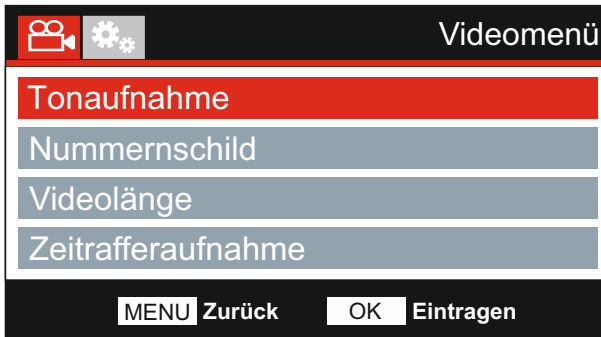 Videomenü
Tonaufnahme
Nummernschild
Videolänge
Zeitrafferaufnahme
MENU Zurück OK Eintragen